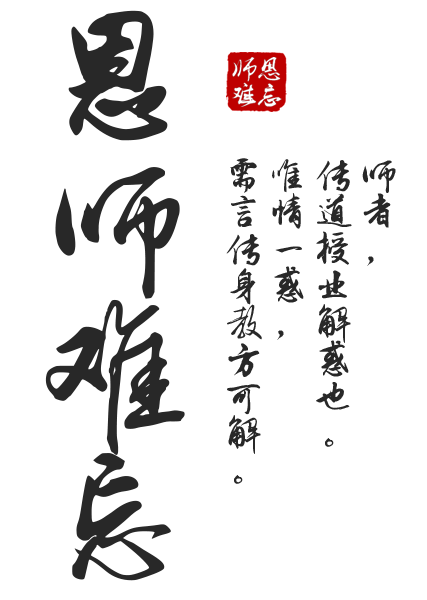 恩师难忘
恩师难忘
师者，
传道授业解惑也。
唯情一惑，
需言传身教方可解。